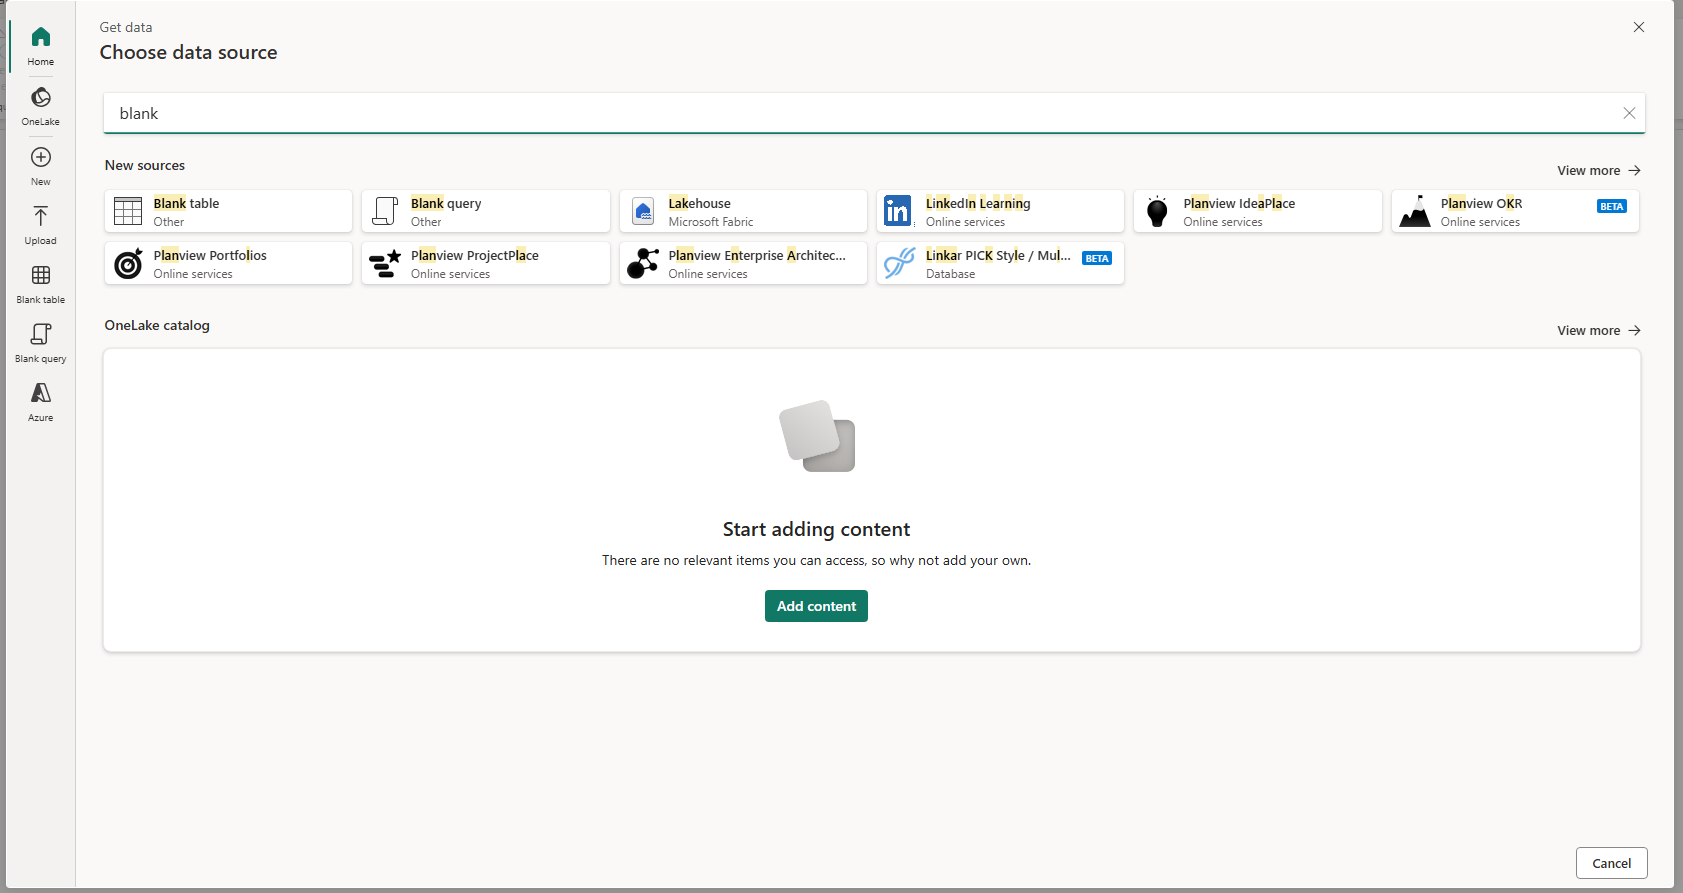 Get data
Choose data source
Home
OneLake
New
Upload
Blank table
Blank query
Azure
blank
New sources
View more
Blank table
Other
Blank query
Other
Lakehouse
Microsoft Fabric
LinkedIn Learning
Online services
Planview IdeaPlace
Online services
Planview OKR
Online services
BETA
Planview Portfolios
Online services
Planview ProjectPlace
Online services
Planview Enterprise Architec...
Online services
Linkar PICK Style / Mul...
Database
BETA
OneLake catalog
View more
Start adding content
There are no relevant items you can access, so why not add your own.
Add content
Cancel